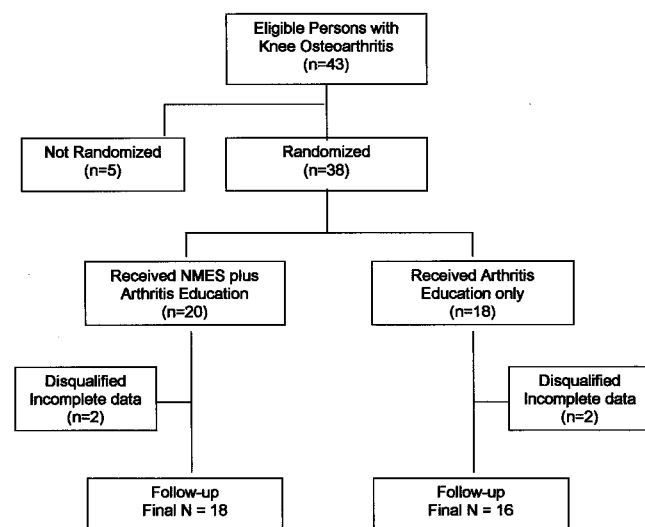 Eligible Persons with
Knee Osteoarthritis
(n=43)
Not Randomized
(n=5)
Randomized
(n=38)
Received NMES plus
Arthritis Education
(n=20)
Received Arthritis
Education only
(n=18)
Disqualified
Incomplete data
(n=2)
Disqualified
Incomplete data
(n=2)
Follow-up
Final N = 18
Follow-up
Final N = 16